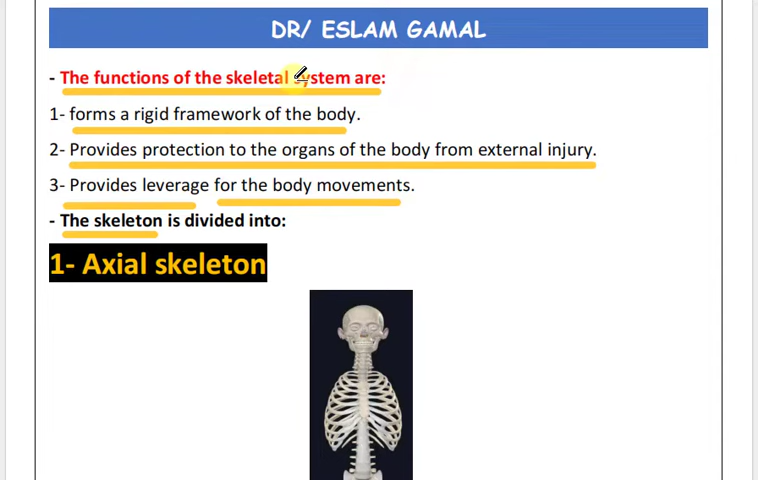 DR/ ESLAM GAMAL
- The functions of the skeletal system are:
1- forms a rigid framework of the body.
2- Provides protection to the organs of the body from external injury.
3- Provides leverage for the body movements.
- The skeleton is divided into:
1- Axial skeleton